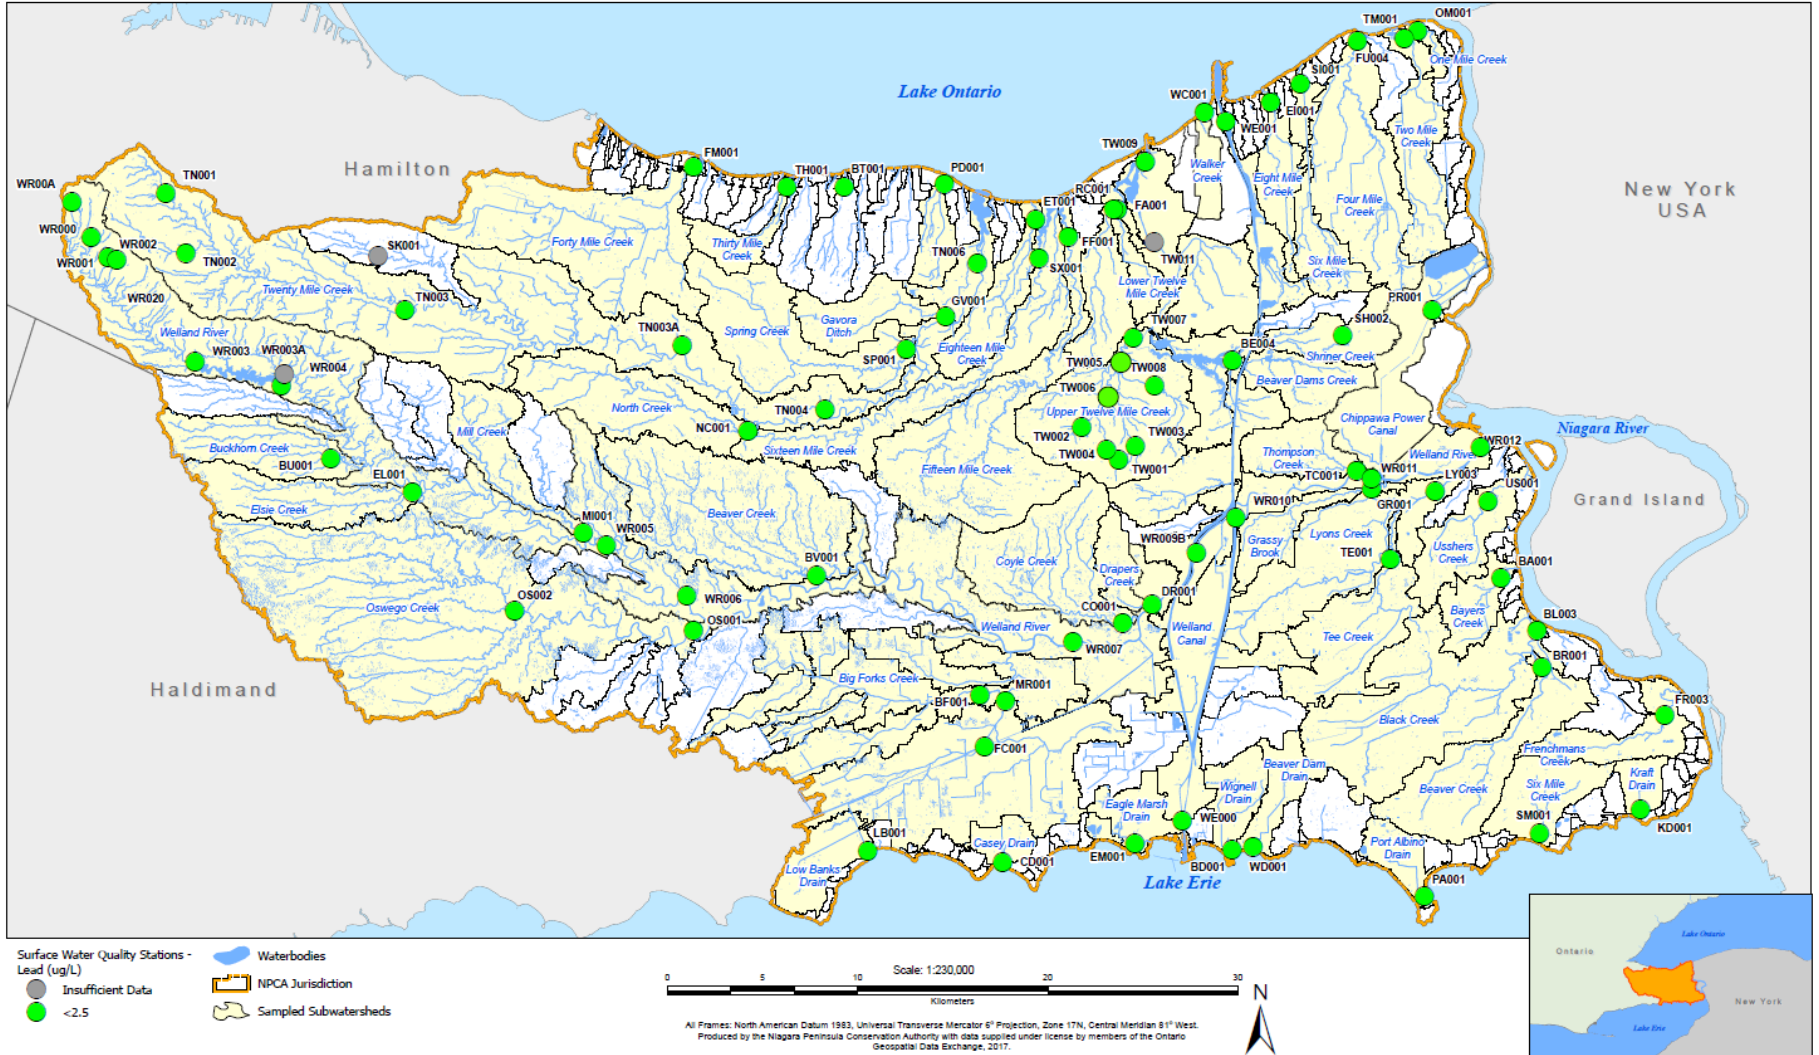 TM001
OM001
FU004
One Mile Creek
SI001
Lake Ontario
WC001
EI001
WE001
Two Mile
Creek
TW009
Hamilton
FM001
TH001
BT001
PD001
Walker
Creek
Eight Mile
Creek
WR00A
TN001
RC001
FA001
New York
USA
ET001
Four Mile
Creek
WR000
WR002
SK001
Forty Mile Creek
Thirty Mile
Creek
TN006
FF001
TW011
WR001
TN002
SX001
Six Mile
Creek
Lower Twelve
Mile Creek
Twenty Mile Creek
WR020
TN003
GV001
PR001
Welland River
TN003A
Spring Creek
Gavora
Ditch
TW007
SH002
WR003
WR003A
WR004
SP001
Eighteen Mile
Creek
TW005
TW008
BE004
Shriner Creek
Beaver Dams Creek
TW006
North Creek
TN004
Upper Twelve Mile Creek
Chippawa Power
Canal
Niagara River
Mill Creek
NC001
Sixteen Mile Creek
TW002
TW003
WR012
Buckhorn Creek
BU001
TW004
TW001
Thompson
Creek
Welland River
Fifteen Mile Creek
TC001
WR011
LY003
US001
EL001
WR010
GR001
Grand Island
Elsie Creek
MI001
Beaver Creek
WR005
WR009B
Grassy
Brook
Lyons Creek
Usshers
Creek
TE001
BV001
Coyle Creek
Drapers
Creek
BA001
Oswego Creek
OS002
WR006
CO001
DR001
Bayers
Creek
BL003
OS001
Welland River
Welland
Canal
Tee Creek
WR007
BR001
Haldimand
Big Forks Creek
MR001
BF001
FR003
Black Creek
FC001
Frenchmans
Creek
Beaver Dam
Drain
Kraft
Drain
Wignell
Drain
Beaver Creek
Six Mile
Creek
Eagle Marsh
Drain
WE000
SM001
KD001
LB001
Casey Drain
Port Albino
Drain
CD001
EM001
BD001
WD001
Low Banks
Drain
Lake Erie
PA001
Surface Water Quality Stations -
Lead (ug/L)
Insufficient Data
<2.5
Waterbodies
NPCA Jurisdiction
Sampled Subwatersheds
Scale: 1:230,000
0 5 10 20 30
Kilometers
N
All Frames: North American Datum 1983, Universal Transverse Mercator 6° Projection, Zone 17N, Central Meridian 81° West.
Produced by the Niagara Peninsula Conservation Authority with data supplied under license by members of the Ontario
Geospatial Data Exchange, 2017.
Lake Ontario
Ontario
New York
Lake Erie